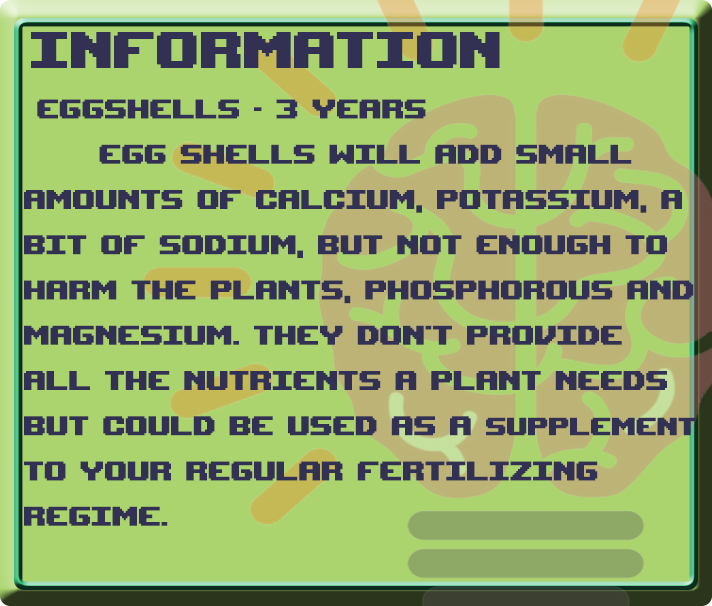 INFORMATION
EGGSHELLS - 3 YEARS
EGG SHELLS WILL ADD SMALL
AMOUNTS OF CALCIUM, POTASSIUM, A
BIT OF SODIUM, BUT NOT ENOUGH TO
HARM THE PLANTS, PHOSPHOROUS AND
MAGNESIUM. THEY DON'T PROVIDE
ALL THE NUTRIENTS A PLANT NEEDS
BUT COULD BE USED AS A SUPPLEMENT
TO YOUR REGULAR FERTILIZING
REGIME.